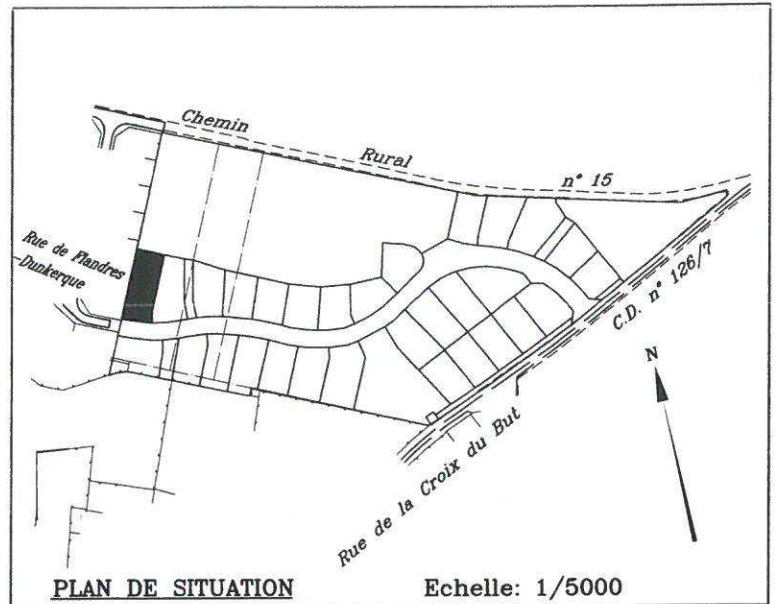 Chemin Rural n° 15
Rue de Flandres
-Dunkerque
C.D. n° 126/7
N
Rue de la Croix du But
PLAN DE SITUATION Echelle: 1/5000